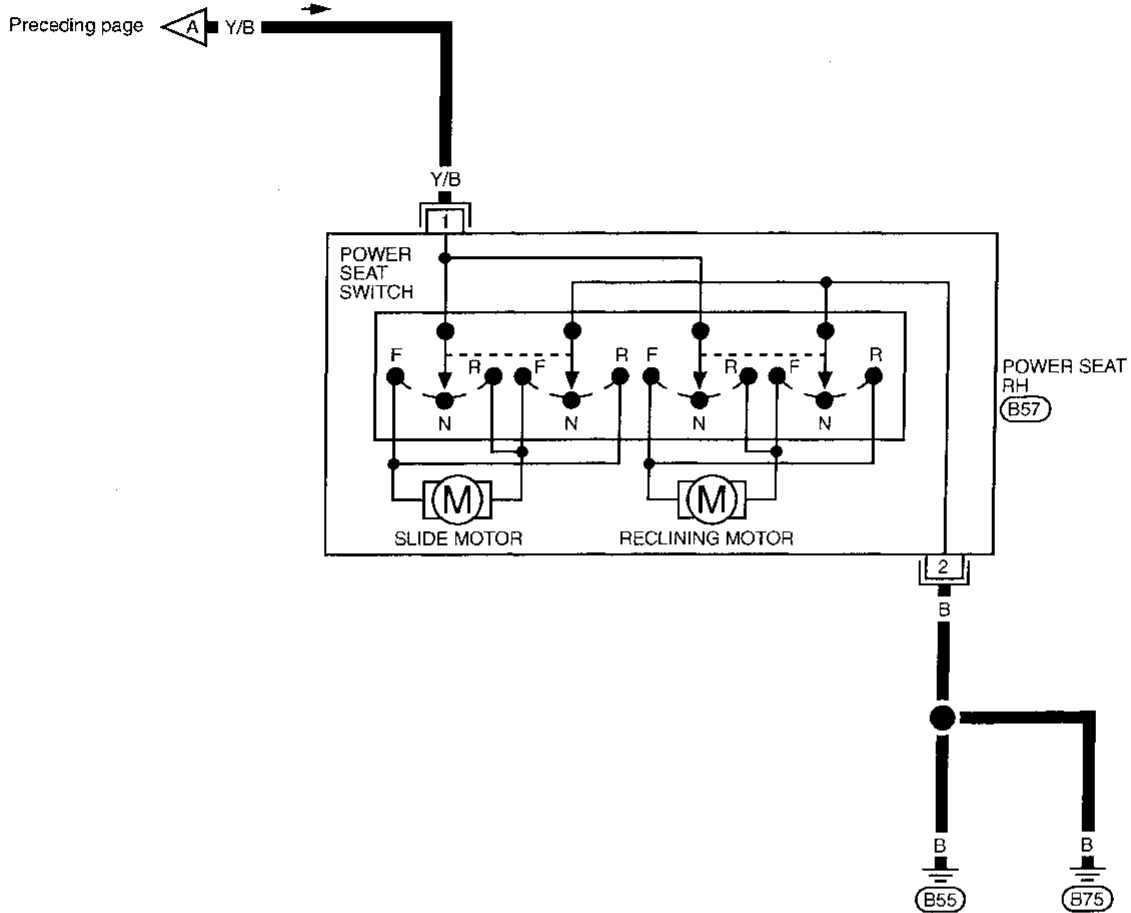 Preceding page A Y/B
Y/B
1
POWER
SEAT
SWITCH
F R F R F R F R
N N N N
POWER SEAT
RH
B57
M M
SLIDE MOTOR RECLINING MOTOR
2
B
B B
B55 B75